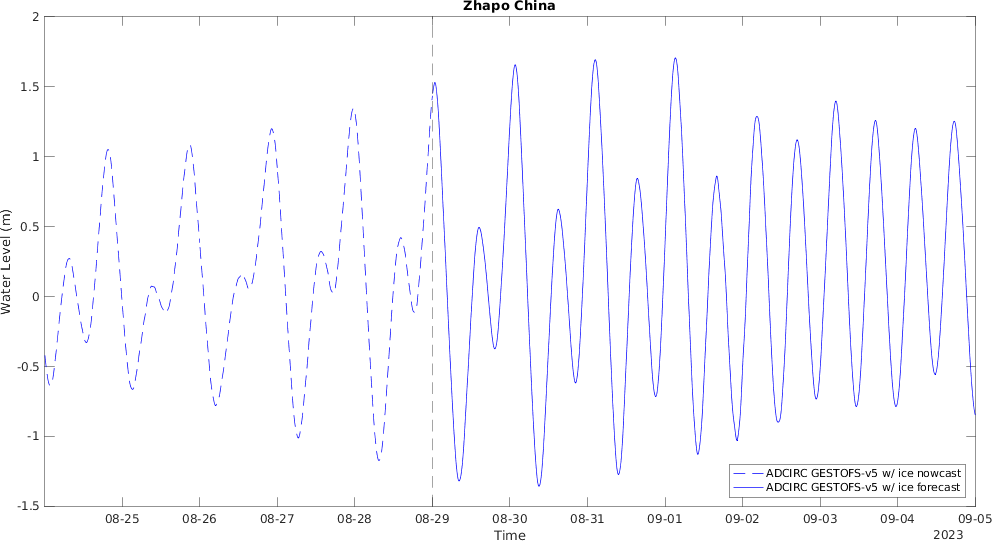 Zhapo China
Water Level (m)
2
1.5
1
0.5
0
-0.5
-1
-1.5
ADCIRC GESTOFS-v5 w/ ice nowcast
ADCIRC GESTOFS-v5 w/ ice forecast
08-25 08-26 08-27 08-28 08-29 08-30 08-31 09-01 09-02 09-03 09-04 09-05
Time
2023